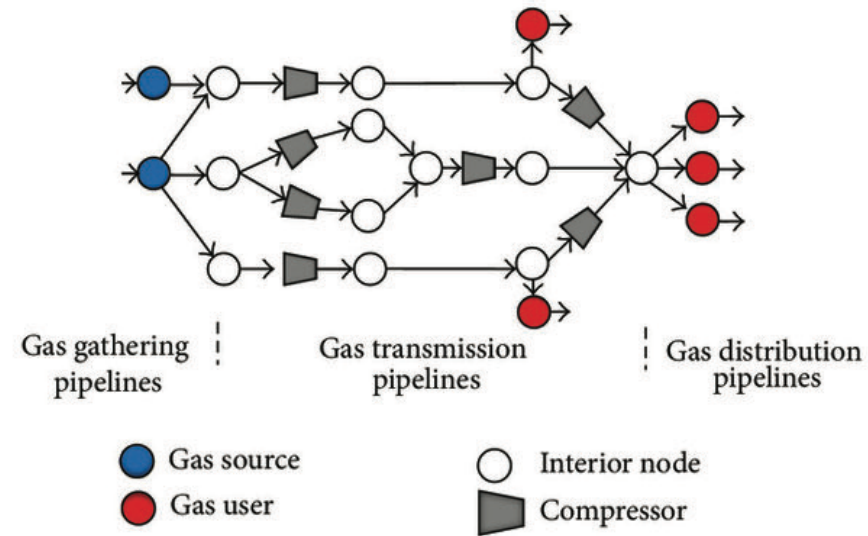 Gas gathering
pipelines
Gas transmission
pipelines
Gas distribution
pipelines
Gas source
Gas user
Interior node
Compressor